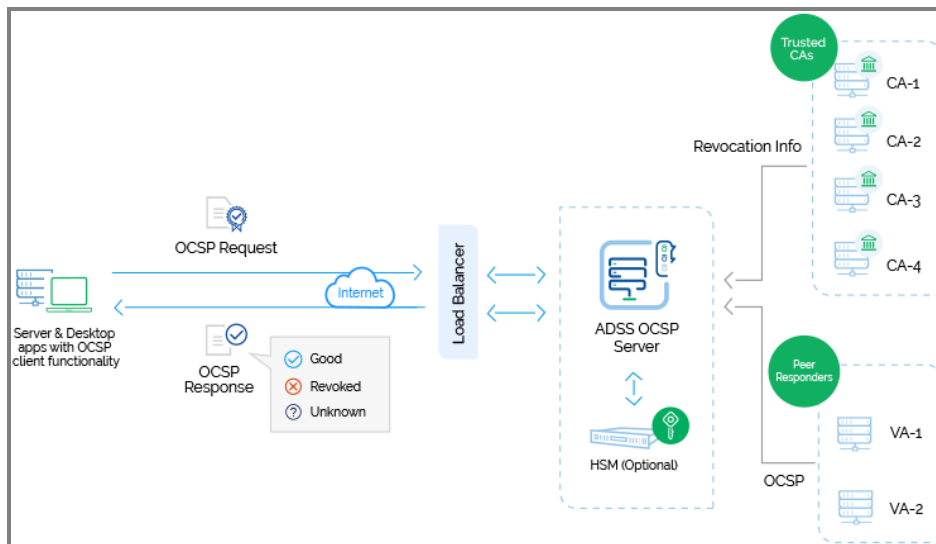 Trusted
CAs
CA-1
CA-2
Revocation Info
CA-3
CA-4
OCSP Request
Internet
Load Balancer
Server & Desktop
apps with OCSP
client functionality
OCSP
Response
Good
Revoked
Unknown
ADSS OCSP
Server
HSM (Optional)
Peer
Responders
VA-1
OCSP
VA-2